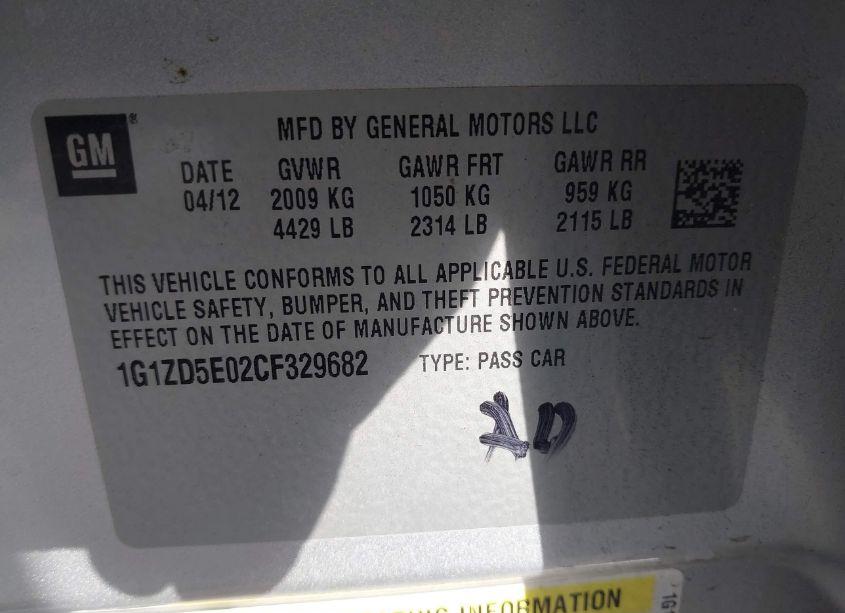 GM®
MFD BY GENERAL MOTORS LLC
DATE GVWR GAWR FRT GAWR RR
04/12 2009 KG 1050 KG 959 KG
4429 LB 2314 LB 2115 LB
THIS VEHICLE CONFORMS TO ALL APPLICABLE U.S. FEDERAL MOTOR
VEHICLE SAFETY, BUMPER, AND THEFT PREVENTION STANDARDS IN
EFFECT ON THE DATE OF MANUFACTURE SHOWN ABOVE.
1G1ZD5E02CF329682 TYPE: PASS CAR
INFORMATION
1G1